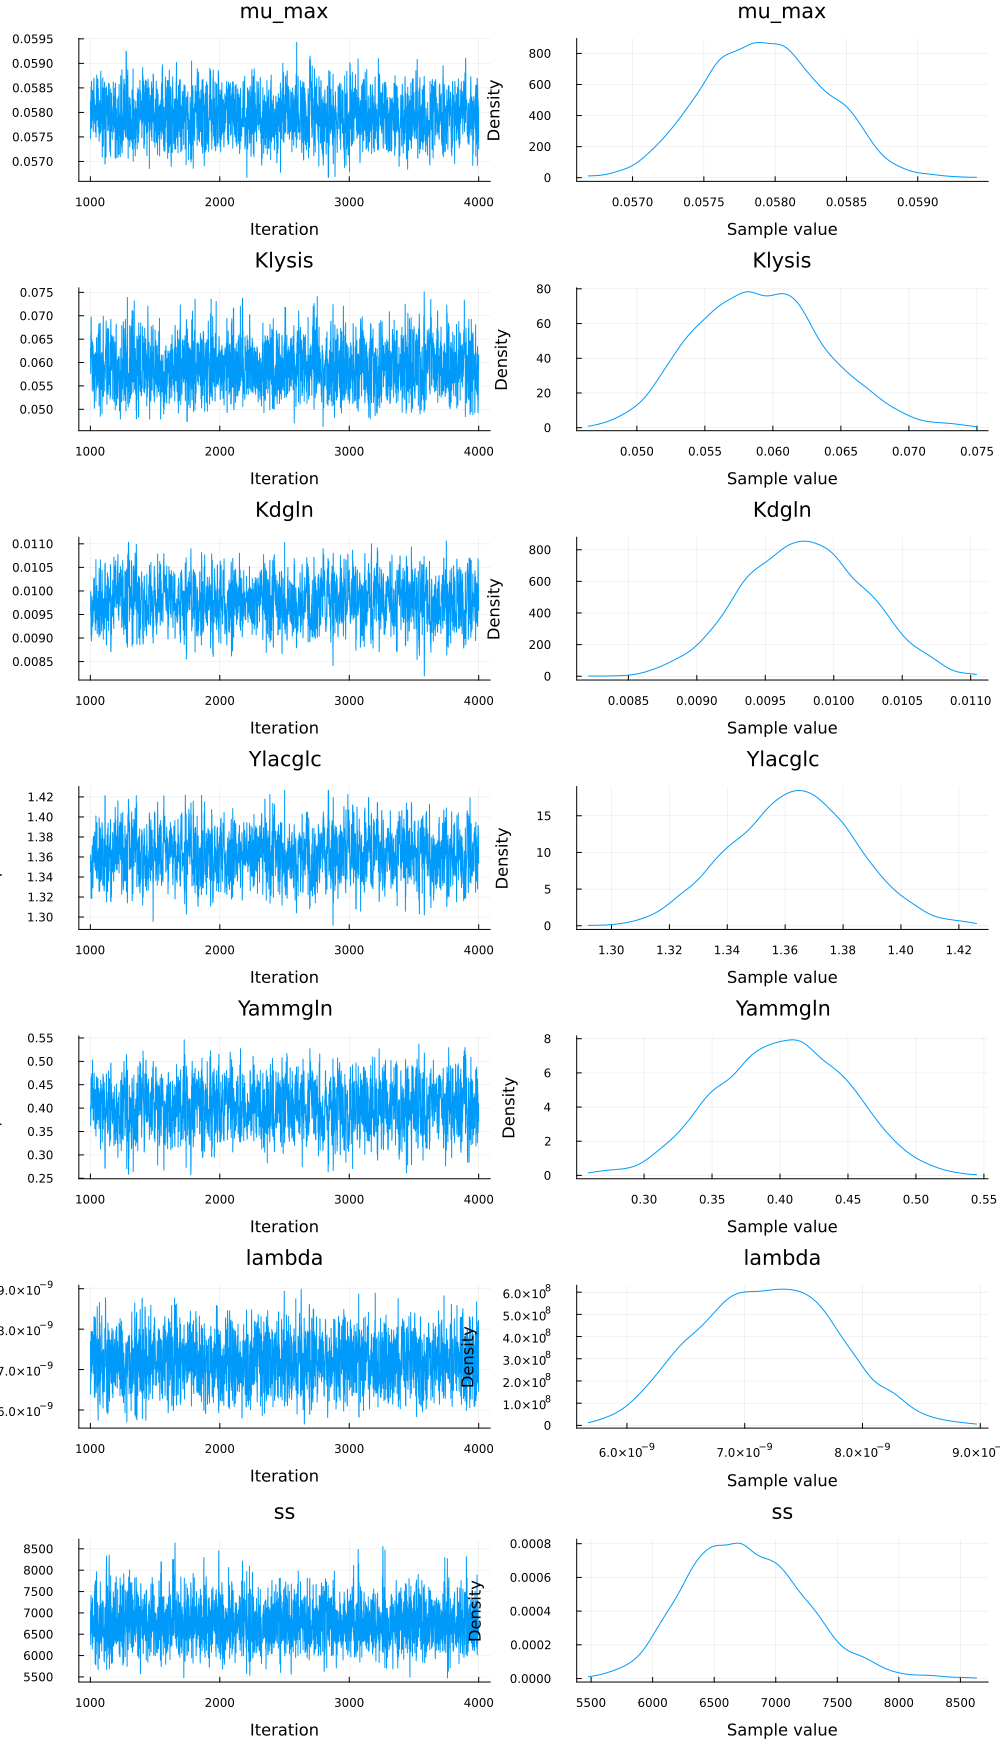 mu_max mu_max
0.0595
0.0590
0.0585
0.0580
0.0575
0.0570
1000 2000 3000 4000
Iteration
Density
800
600
400
200
0
0.0570 0.0575 0.0580 0.0585 0.0590
Sample value
Klysis Klysis
0.075
0.070
0.065
0.060
0.055
0.050
1000 2000 3000 4000
Iteration
Density
80
60
40
20
0
0.050 0.055 0.060 0.065 0.070 0.075
Sample value
Kdgln Kdgln
0.0110
0.0105
0.0100
0.0095
0.0090
0.0085
1000 2000 3000 4000
Iteration
Density
800
600
400
200
0
0.0085 0.0090 0.0095 0.0100 0.0105 0.0110
Sample value
Ylacglc Ylacglc
1.42
1.40
1.38
1.36
1.34
1.32
1.30
1000 2000 3000 4000
Iteration
Density
15
10
5
0
1.30 1.32 1.34 1.36 1.38 1.40 1.42
Sample value
Yammgln Yammgln
0.55
0.50
0.45
0.40
0.35
0.30
0.25
1000 2000 3000 4000
Iteration
Density
8
6
4
2
0
0.30 0.35 0.40 0.45 0.50 0.55
Sample value
lambda lambda
9.0×10⁻⁹
8.0×10⁻⁹
7.0×10⁻⁹
6.0×10⁻⁹
1000 2000 3000 4000
Iteration
Density
6.0×10⁸
5.0×10⁸
4.0×10⁸
3.0×10⁸
2.0×10⁸
1.0×10⁸
0
6.0×10⁻⁹ 7.0×10⁻⁹ 8.0×10⁻⁹ 9.0×10⁻
Sample value
ss ss
8500
8000
7500
7000
6500
6000
5500
1000 2000 3000 4000
Iteration
Density
0.0008
0.0006
0.0004
0.0002
0.0000
5500 6000 6500 7000 7500 8000 8500
Sample value